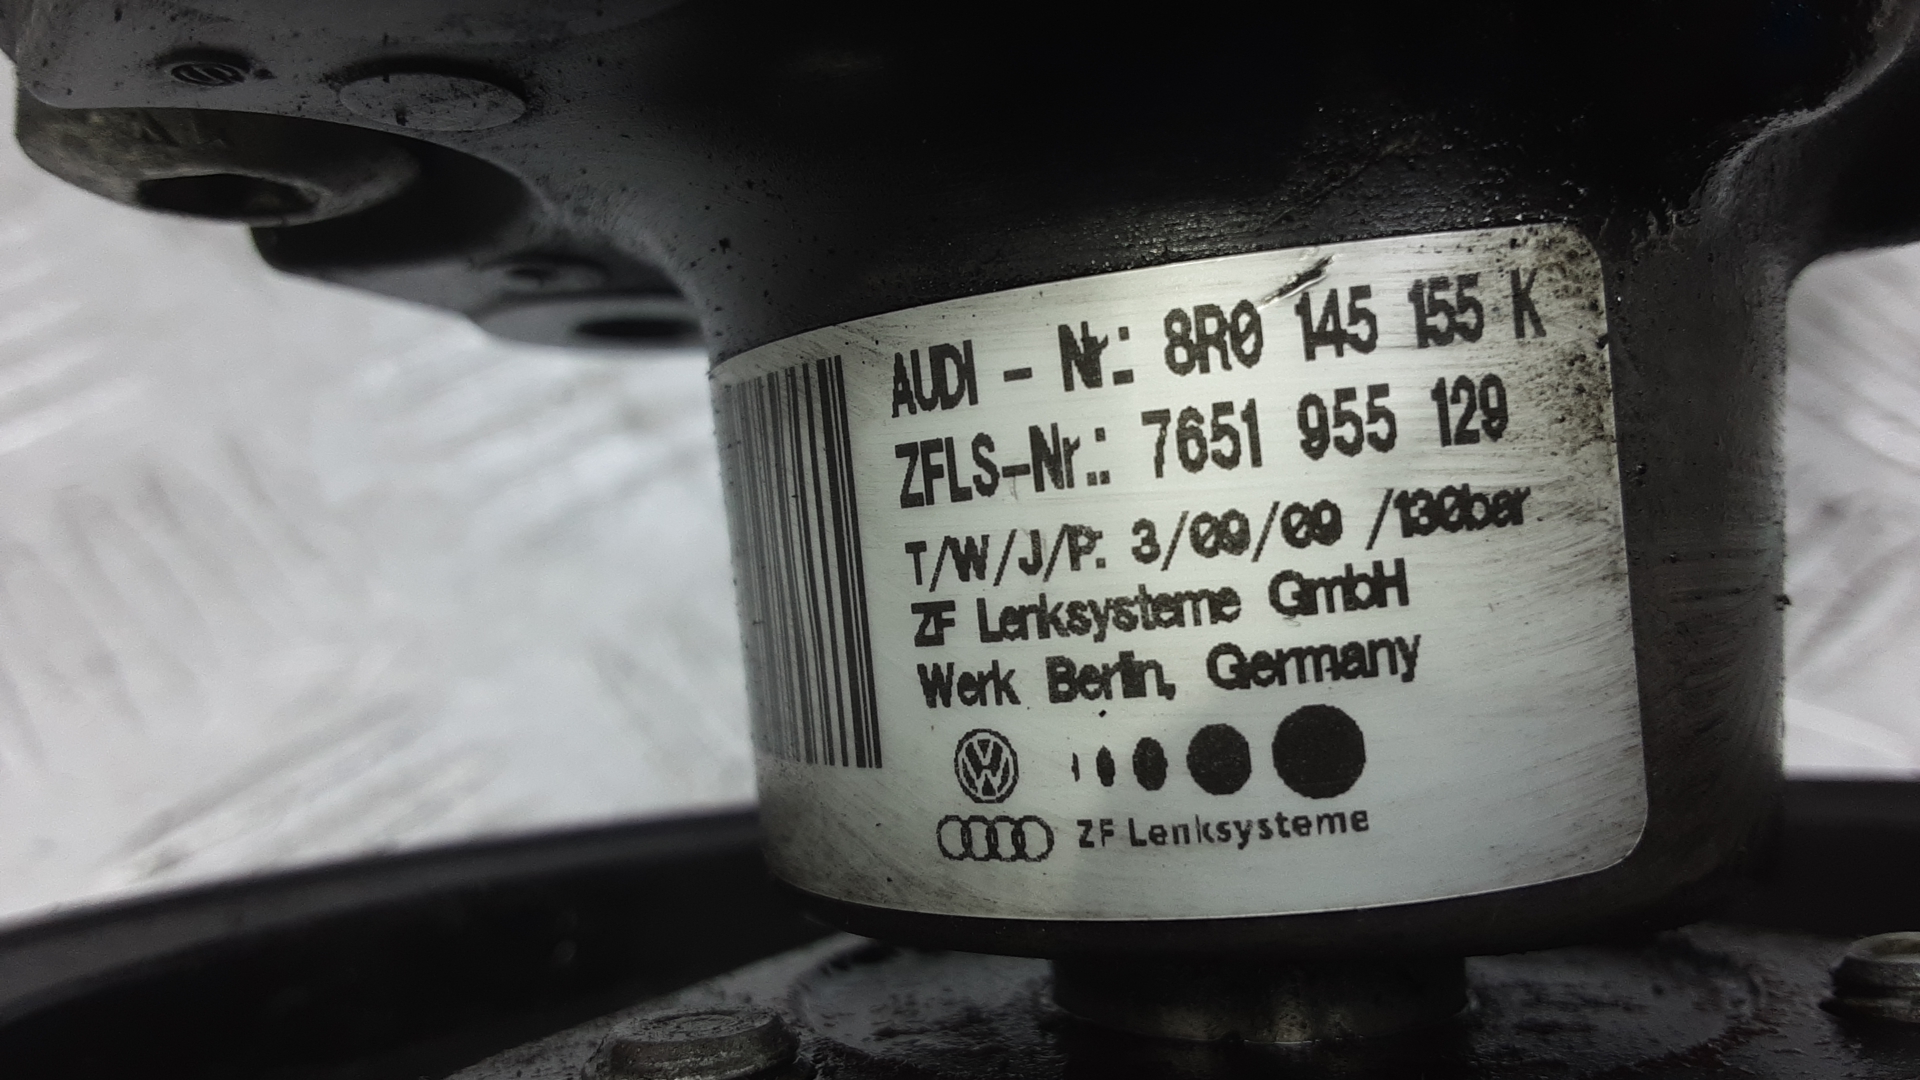 AUDI - Nr.: 8R0 145 155 K
ZFLS-Nr.: 7651 955 129
T/W/J/P: 3/09/09 /130bar
ZF Lenksysteme GmbH
Werk Berlin, Germany
ZF Lenksysteme